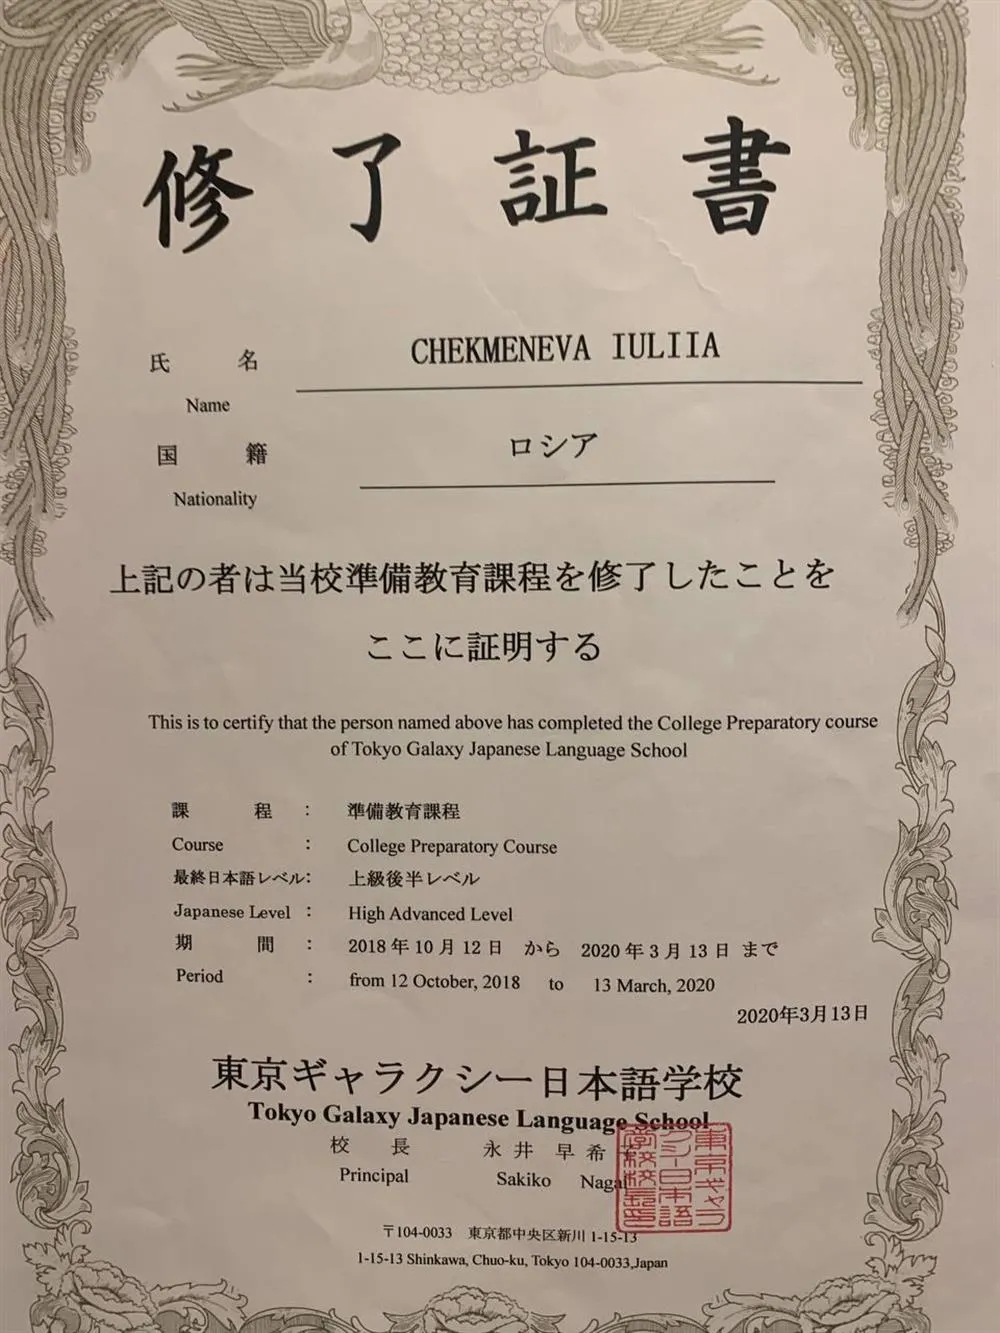 修了証書
氏名 CHEKMENEVA IULIIA
Name
国籍 ロシア
Nationality
上記の者は当校準備教育課程を修了したことを
ここに証明する
This is to certify that the person named above has completed the College Preparatory course
of Tokyo Galaxy Japanese Language School
課程 : 準備教育課程
Course : College Preparatory Course
最終日本語レベル: 上級後半レベル
Japanese Level : High Advanced Level
期間 : 2018年10月12日 から 2020年3月13日 まで
Period : from 12 October, 2018 to 13 March, 2020
2020年3月13日
東京ギャラクシー日本語学校
Tokyo Galaxy Japanese Language School
校長 永井 早希
Principal Sakiko Nagai
〒104-0033 東京都中央区新川 1-15-13
1-15-13 Shinkawa, Chuo-ku, Tokyo 104-0033,Japan